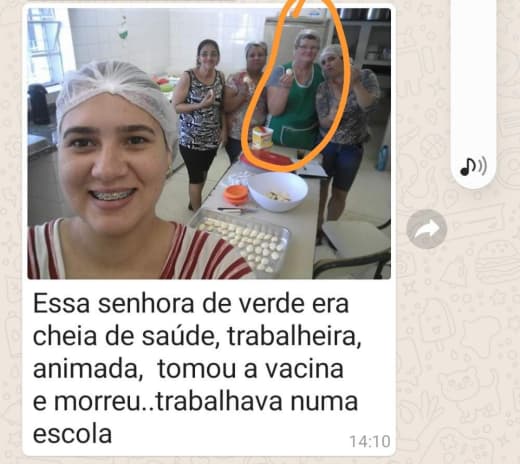 Essa senhora de verde era
cheia de saúde, trabalheira,
animada, tomou a vacina
e morreu..trabalhava numa
escola
14:10